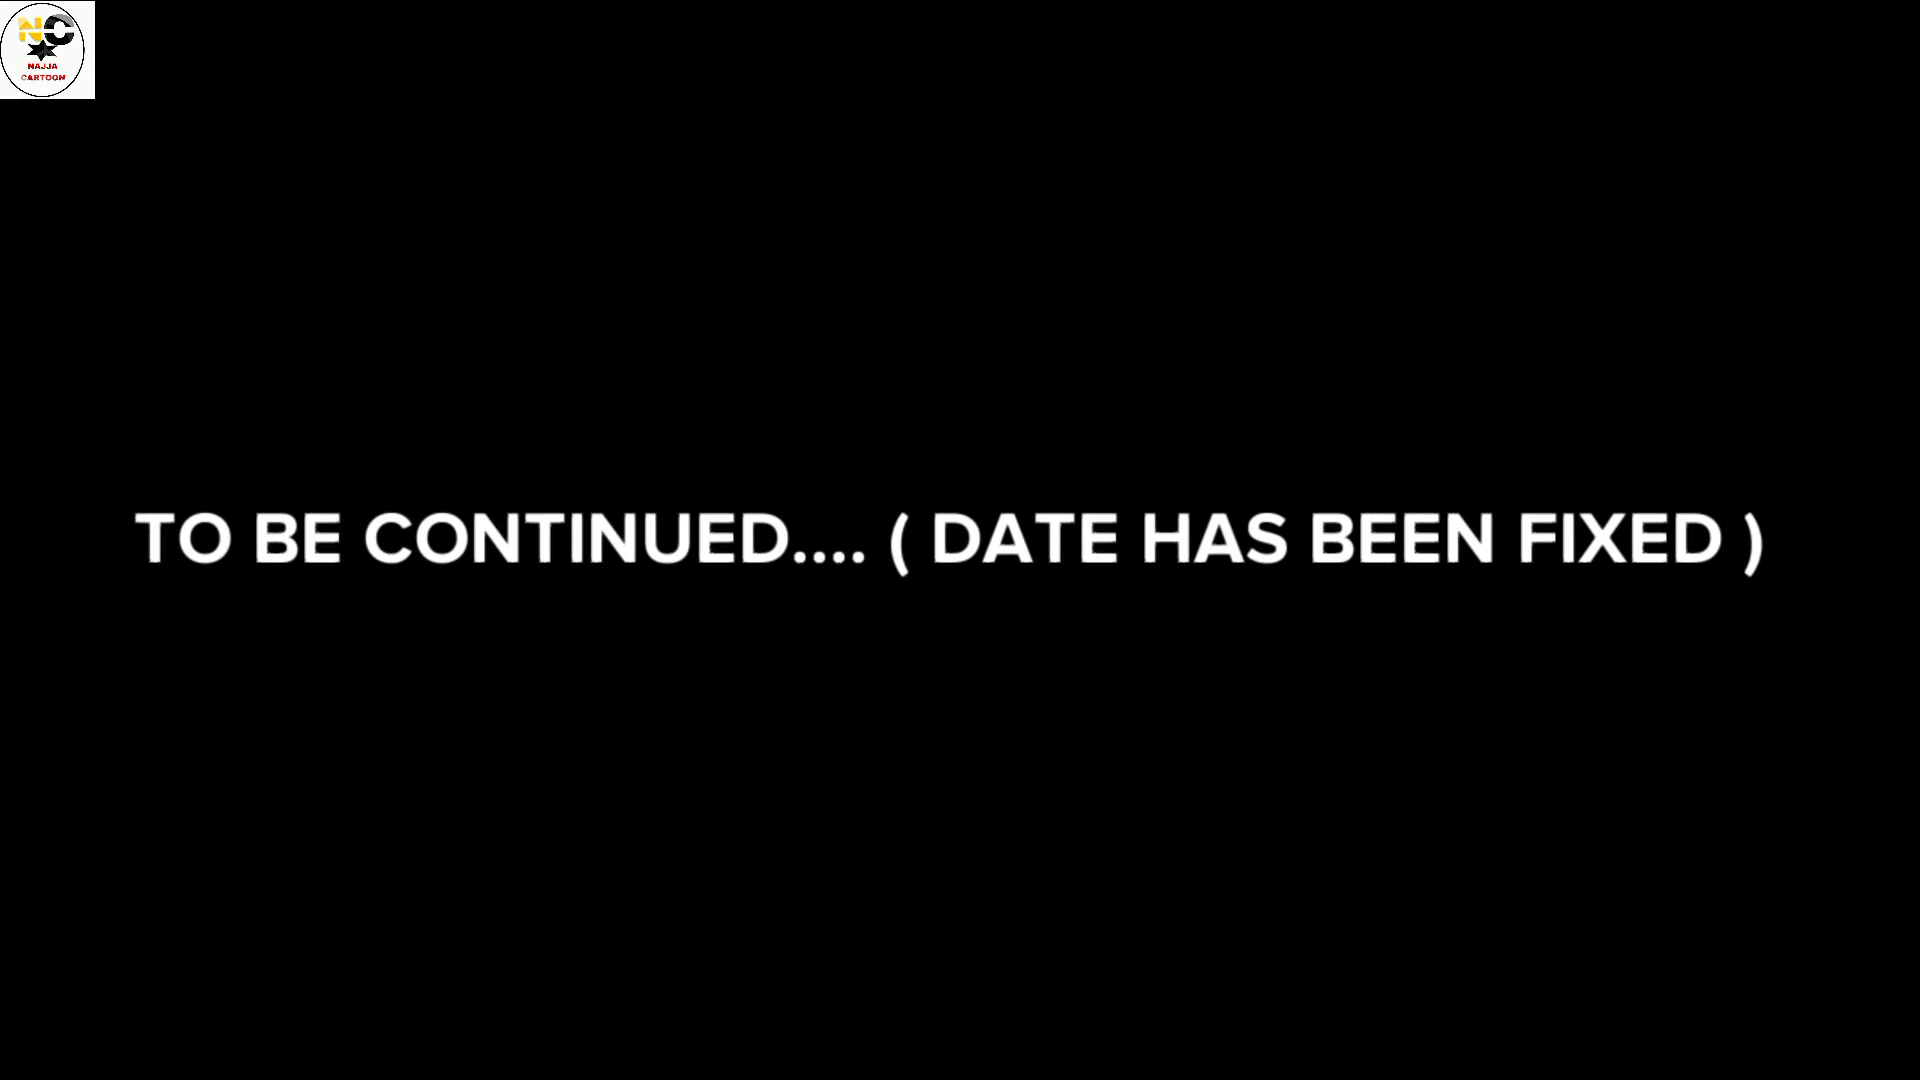 NC
NAJJA
CARTOON
TO BE CONTINUED.... ( DATE HAS BEEN FIXED )